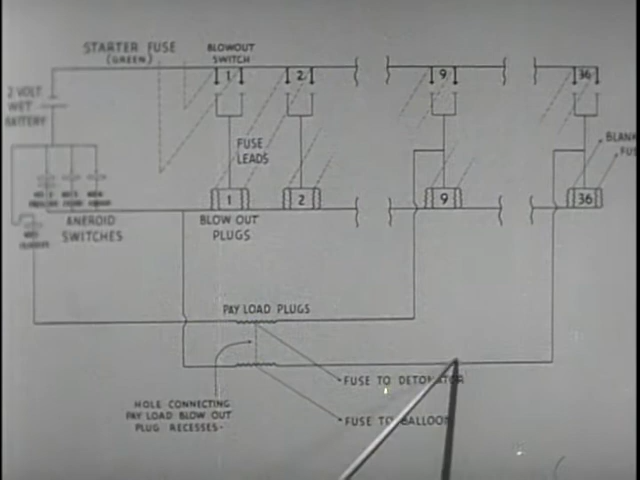 STARTER FUSE
(GREEN)
BLOWOUT
SWITCH
1
2
9
36
2 VOLT
WET
BATTERY
FUSE
LEADS
BLANK
FUSE
1
2
9
36
ANEROID
SWITCHES
BLOW OUT
PLUGS
PAY LOAD PLUGS
FUSE TO DETONATOR
HOLE CONNECTING
PAY LOAD BLOW OUT
PLUG RECESSES-
FUSE TO BALLOON